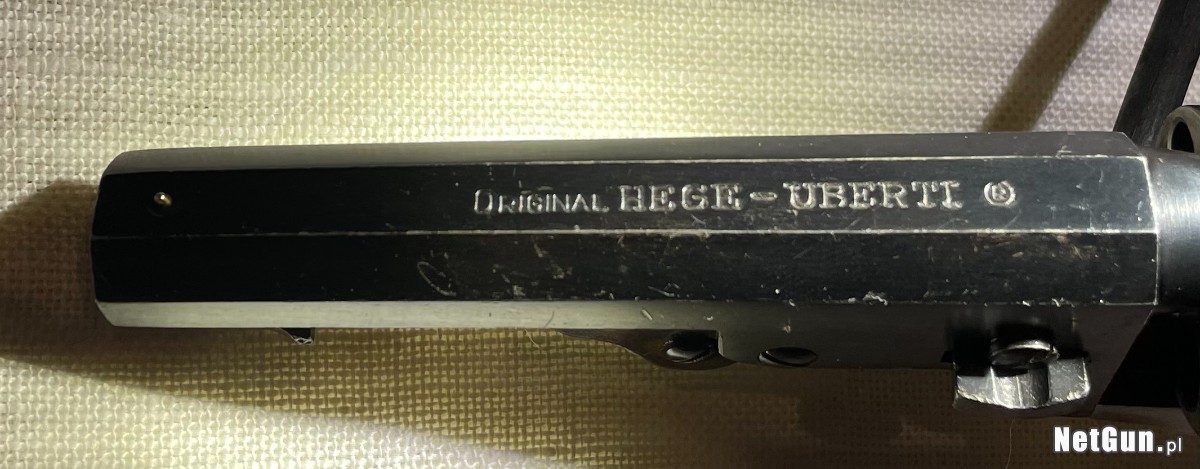 ORIGINAL HEGE-UBERTI ®
NetGun.pl